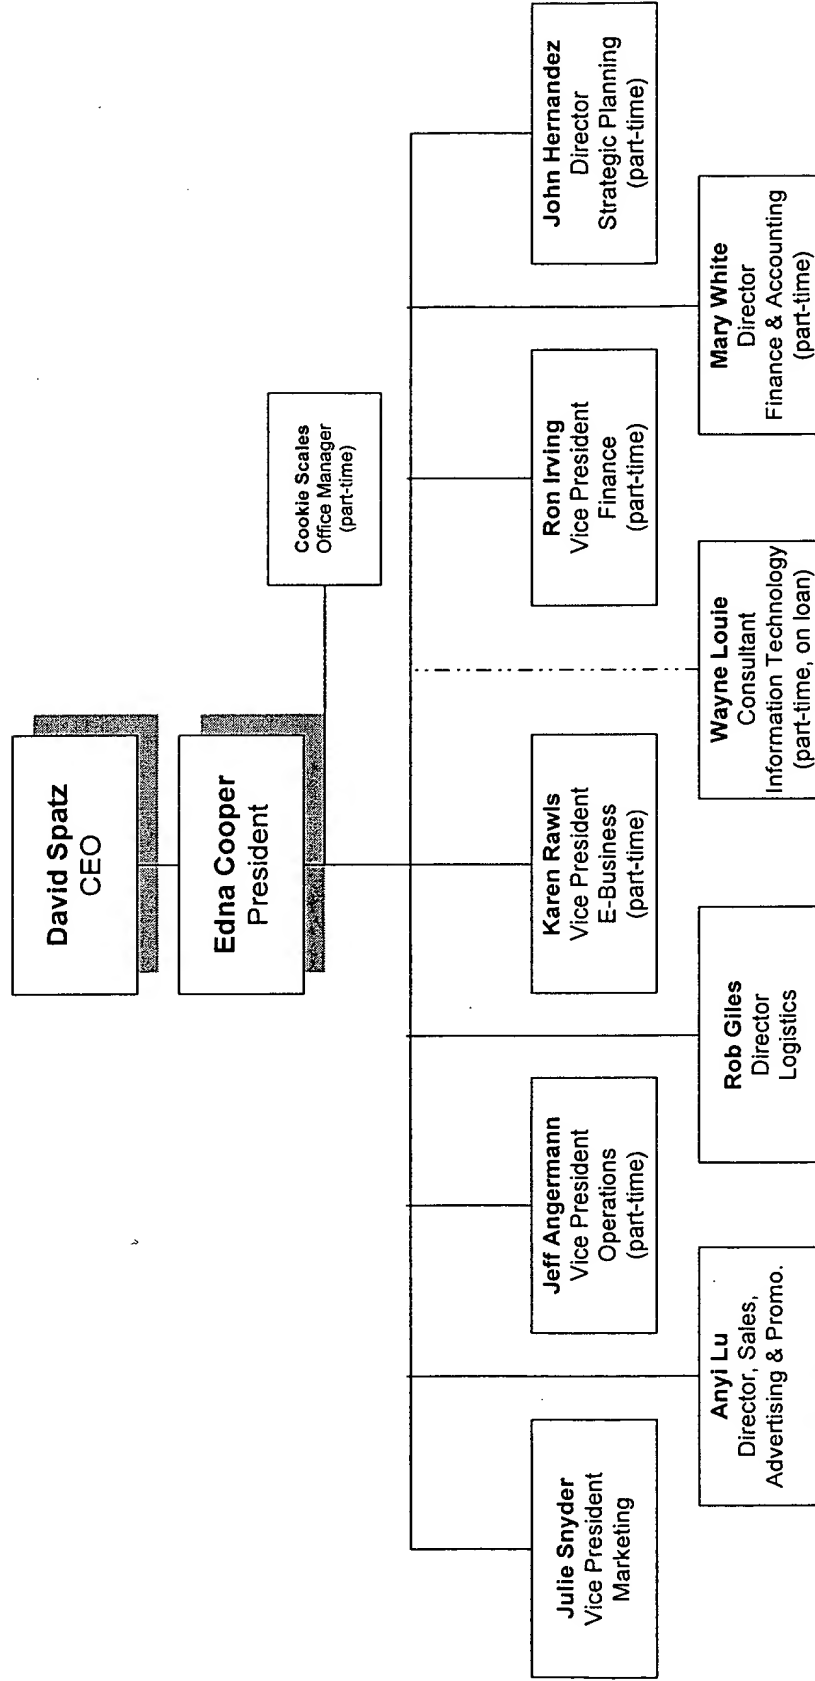 David Spatz
CEO
Edna Cooper
President
Cookie Scales
Office Manager
(part-time)
Julie Snyder
Vice President
Marketing
Jeff Angermann
Vice President
Operations
(part-time)
Karen Rawls
Vice President
E-Business
(part-time)
Ron Irving
Vice President
Finance
(part-time)
John Hernandez
Director
Strategic Planning
(part-time)
Anyi Lu
Director, Sales,
Advertising & Promo.
Rob Giles
Director
Logistics
Wayne Louie
Consultant
Information Technology
(part-time, on loan)
Mary White
Director
Finance & Accounting
(part-time)